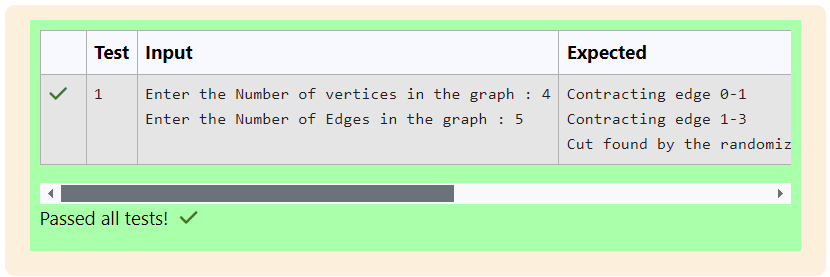 Test Input Expected
1 Enter the Number of vertices in the graph : 4 Contracting edge 0-1
Enter the Number of Edges in the graph : 5 Contracting edge 1-3
Cut found by the
Passed all tests!